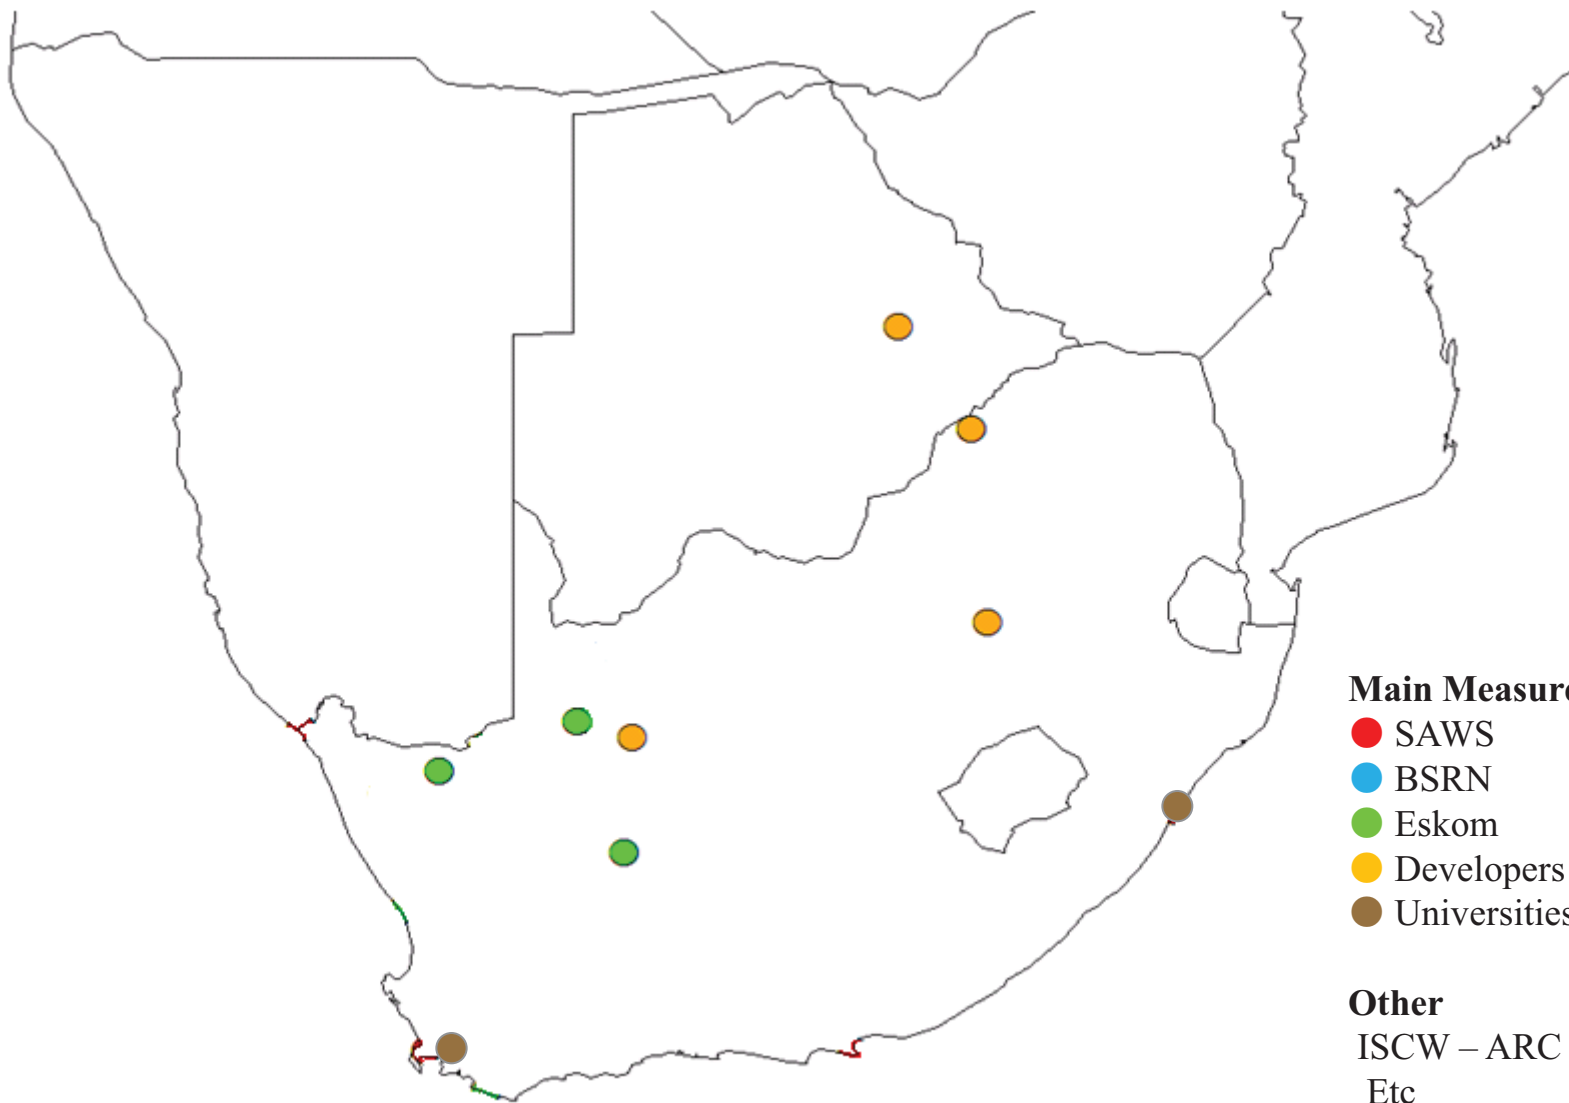 Main Measure
SAWS
BSRN
Eskom
Developers
Universities
Other
ISCW – ARC
Etc